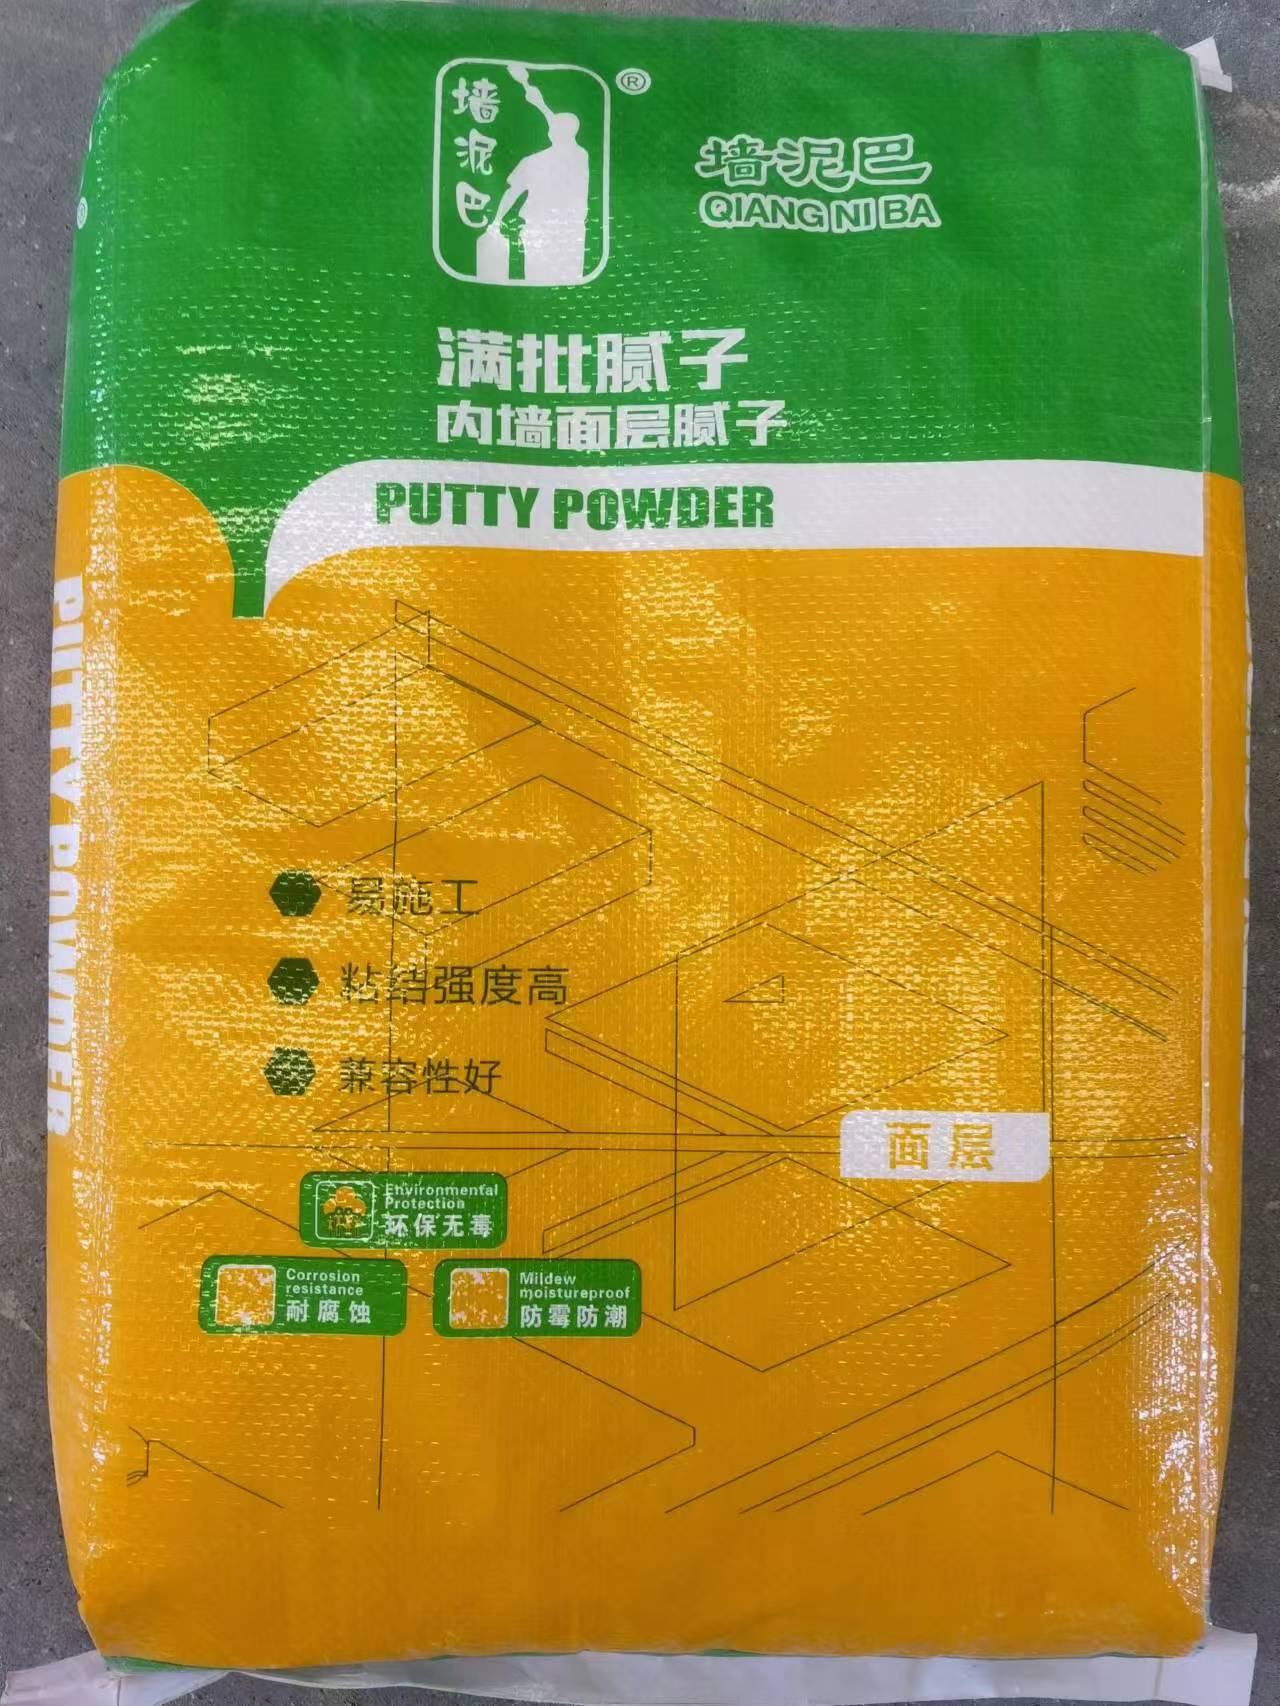 墙泥巴
®
墙泥巴
QIANG NI BA
满批腻子
内墙面层腻子
PUTTY POWDER
PUTTY POWDER
易施工
粘结强度高
兼容性好
面层
Environmental
Protection
环保无毒
Corrosion
resistance
耐腐蚀
Mildew
moistureproof
防霉防潮